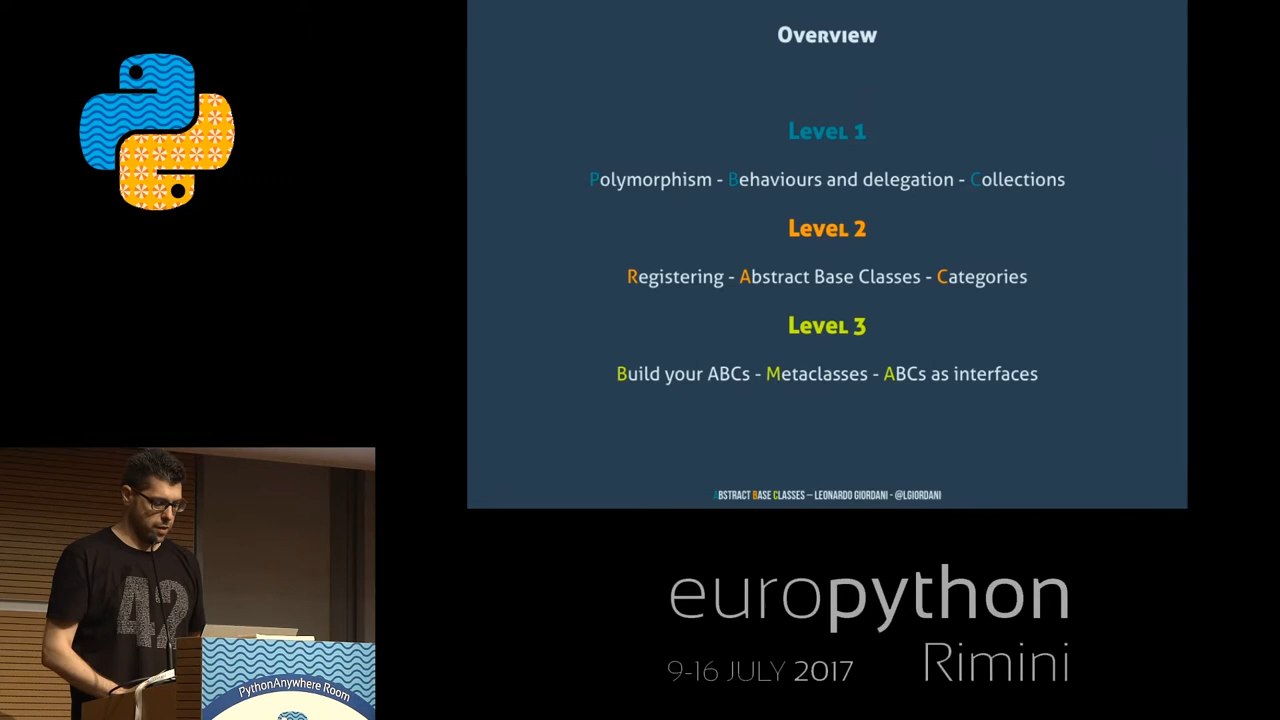 Overview
Level 1
Polymorphism - Behaviours and delegation - Collections
Level 2
Registering - Abstract Base Classes - Categories
Level 3
Build your ABCs - Metaclasses - ABCs as interfaces
ABSTRACT BASE CLASSES – LEONARDO GIORDANI - @LGIORDANI
42
PythonAnywhere Room
europython
9-16 JULY 2017
Rimini